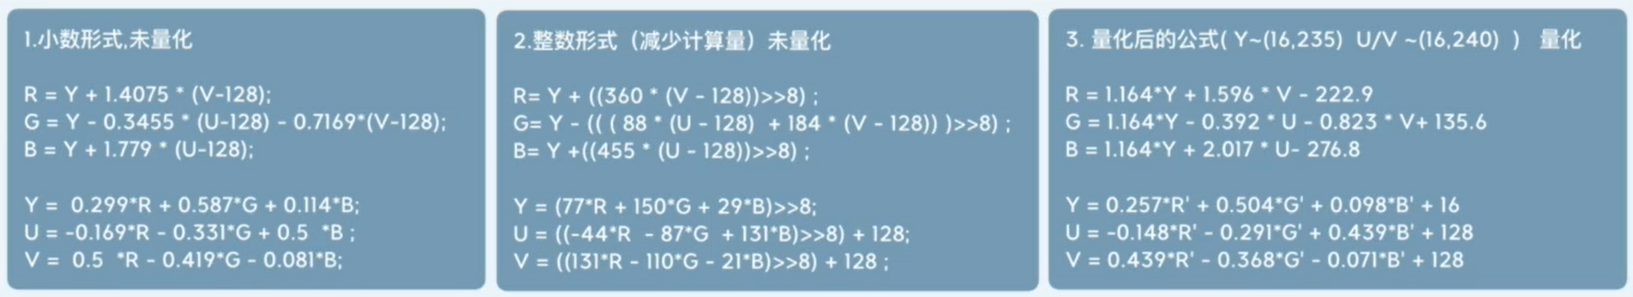 1.小数形式,未量化
R = Y + 1.4075 * (V-128);
G = Y - 0.3455 * (U-128) - 0.7169*(V-128);
B = Y + 1.779 * (U-128);
Y = 0.299*R + 0.587*G + 0.114*B;
U = -0.169*R - 0.331*G + 0.5 *B ;
V = 0.5 *R - 0.419*G - 0.081*B;
2.整数形式（减少计算量）未量化
R= Y + ((360 * (V - 128))>>8) ;
G= Y - (( ( 88 * (U - 128) + 184 * (V - 128)) )>>8) ;
B= Y +((455 * (U - 128))>>8) ;
Y = (77*R + 150*G + 29*B)>>8;
U = ((-44*R - 87*G + 131*B)>>8) + 128;
V = ((131*R - 110*G - 21*B)>>8) + 128 ;
3. 量化后的公式( Y~(16,235) U/V ~(16,240) ) 量化
R = 1.164*Y + 1.596 * V - 222.9
G = 1.164*Y - 0.392 * U - 0.823 * V+ 135.6
B = 1.164*Y + 2.017 * U- 276.8
Y = 0.257*R' + 0.504*G' + 0.098*B' + 16
U = -0.148*R' - 0.291*G' + 0.439*B' + 128
V = 0.439*R' - 0.368*G' - 0.071*B' + 128